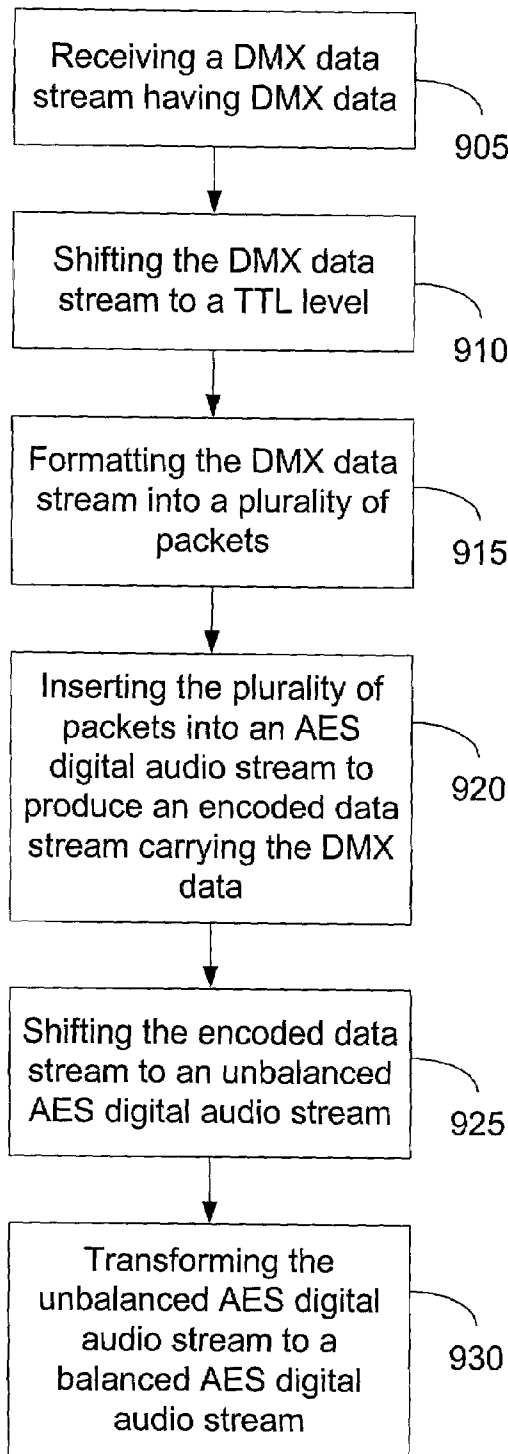 Receiving a DMX data
stream having DMX data
905
Shifting the DMX data
stream to a TTL level
910
Formatting the DMX data
stream into a plurality of
packets
915
Inserting the plurality of
packets into an AES
digital audio stream to
produce an encoded data
stream carrying the DMX
data
920
Shifting the encoded data
stream to an unbalanced
AES digital audio stream
925
Transforming the
unbalanced AES digital
audio stream to a
balanced AES digital
audio stream
930